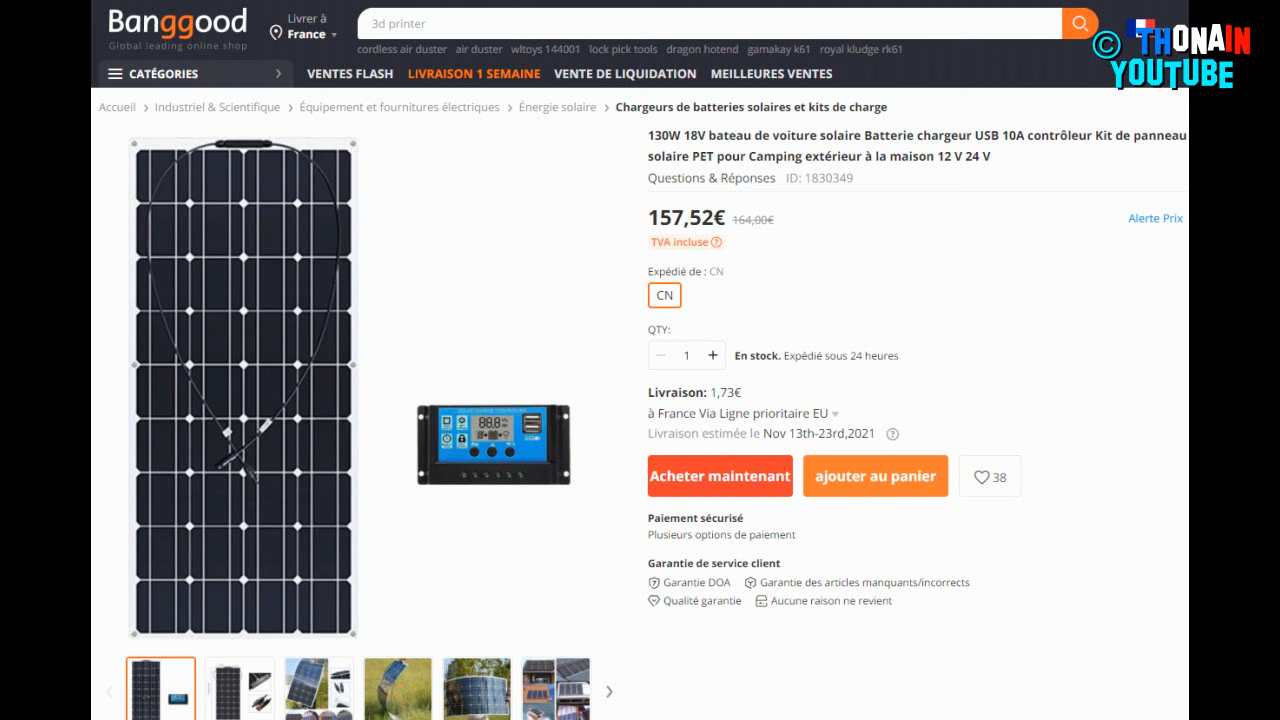 Banggood
Global leading online shop
Livrer à
France
3d printer
cordless air duster air duster wltoys 144001 lock pick tools dragon hotend gamakay k61 royal kludge rk61
© THONAIN
YOUTUBE
CATÉGORIES
VENTES FLASH LIVRAISON 1 SEMAINE VENTE DE LIQUIDATION MEILLEURES VENTES
Accueil > Industriel & Scientifique > Équipement et fournitures électriques > Énergie solaire > Chargeurs de batteries solaires et kits de charge
130W 18V bateau de voiture solaire Batterie chargeur USB 10A contrôleur Kit de panneau
solaire PET pour Camping extérieur à la maison 12 V 24 V
Questions & Réponses ID: 1830349
157,52€ 164,00€
Alerte Prix
TVA incluse ?
Expédié de : CN
CN
QTY:
− 1 + En stock. Expédié sous 24 heures
Livraison: 1,73€
à France Via Ligne prioritaire EU
Livraison estimée le Nov 13th-23rd,2021 ?
Acheter maintenant
ajouter au panier
38
Paiement sécurisé
Plusieurs options de paiement
Garantie de service client
Garantie DOA Garantie des articles manquants/incorrects
Qualité garantie Aucune raison ne revient
SOLAR CHARGE CONTROLLER
88.8